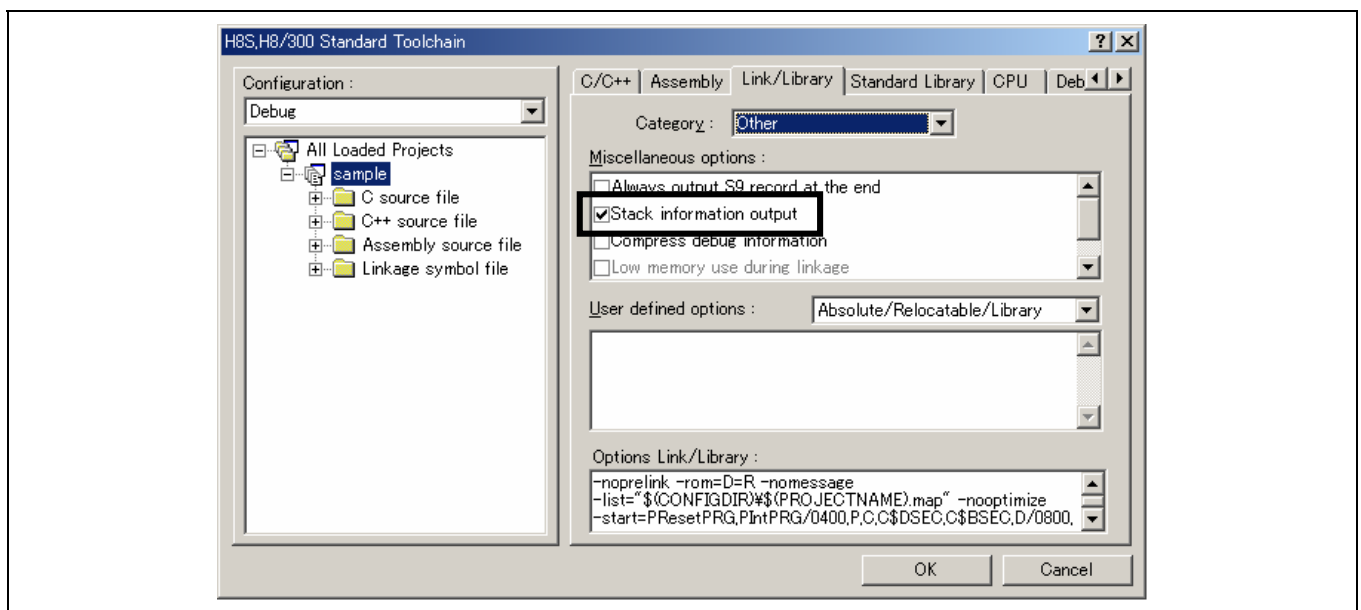 H8S,H8/300 Standard Toolchain
Configuration :
Debug
All Loaded Projects
sample
C source file
C++ source file
Assembly source file
Linkage symbol file
C/C++ Assembly Link/Library Standard Library CPU Deb
Category : Other
Miscellaneous options :
Always output S9 record at the end
Stack information output
Compress debug information
Low memory use during linkage
User defined options : Absolute/Relocatable/Library
Options Link/Library :
-noprelink -rom=D=R -nomessage
-list="$(CONFIGDIR)¥$(PROJECTNAME).map" -nooptimize
-start=PResetPRG,PIntPRG/0400,P,C,C$DSEC,C$BSEC,D/0800,
OK Cancel